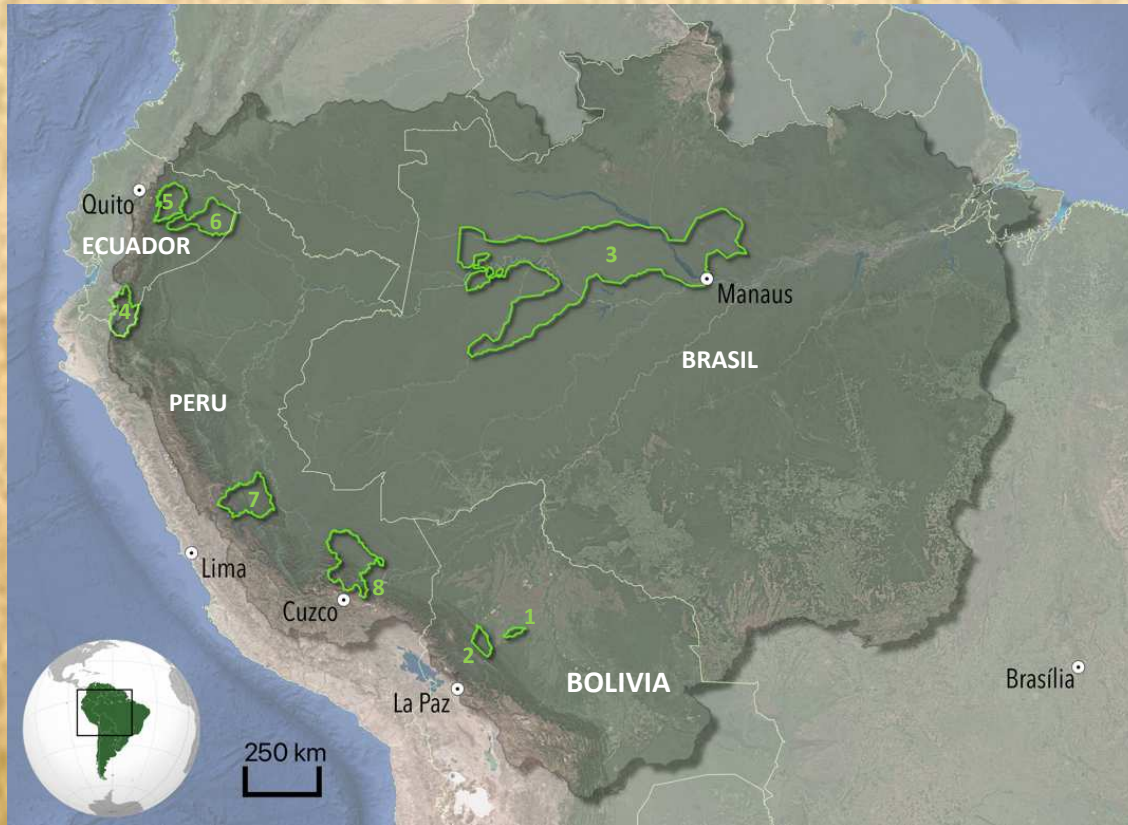 Quito
5
6
ECUADOR
3
Manaus
4
BRASIL
PERU
7
Lima
8
Cuzco
1
2
BOLIVIA
La Paz
Brasília
250 km